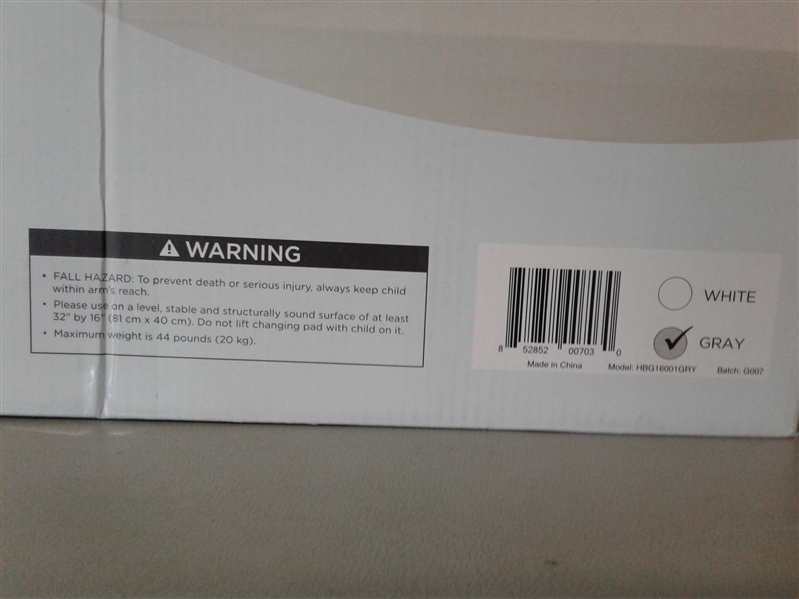 WARNING
• FALL HAZARD: To prevent death or serious injury, always keep child
within arm's reach.
• Please use on a level, stable and structurally sound surface of at least
32" by 16" (81 cm x 40 cm). Do not lift changing pad with child on it.
• Maximum weight is 44 pounds (20 kg).
WHITE
GRAY
8 52852 00703 0
Made in China Model: HBG16001GRY Batch: G007